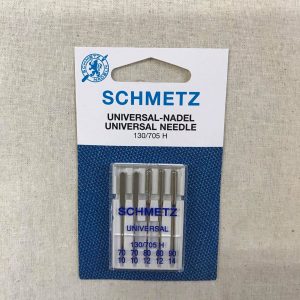 SCHMETZ
UNIVERSAL-NADEL
UNIVERSAL NEEDLE
130/705 H
SCHMETZ
UNIVERSAL
130/705 H
70 70 80 80 90
10 10 12 12 14